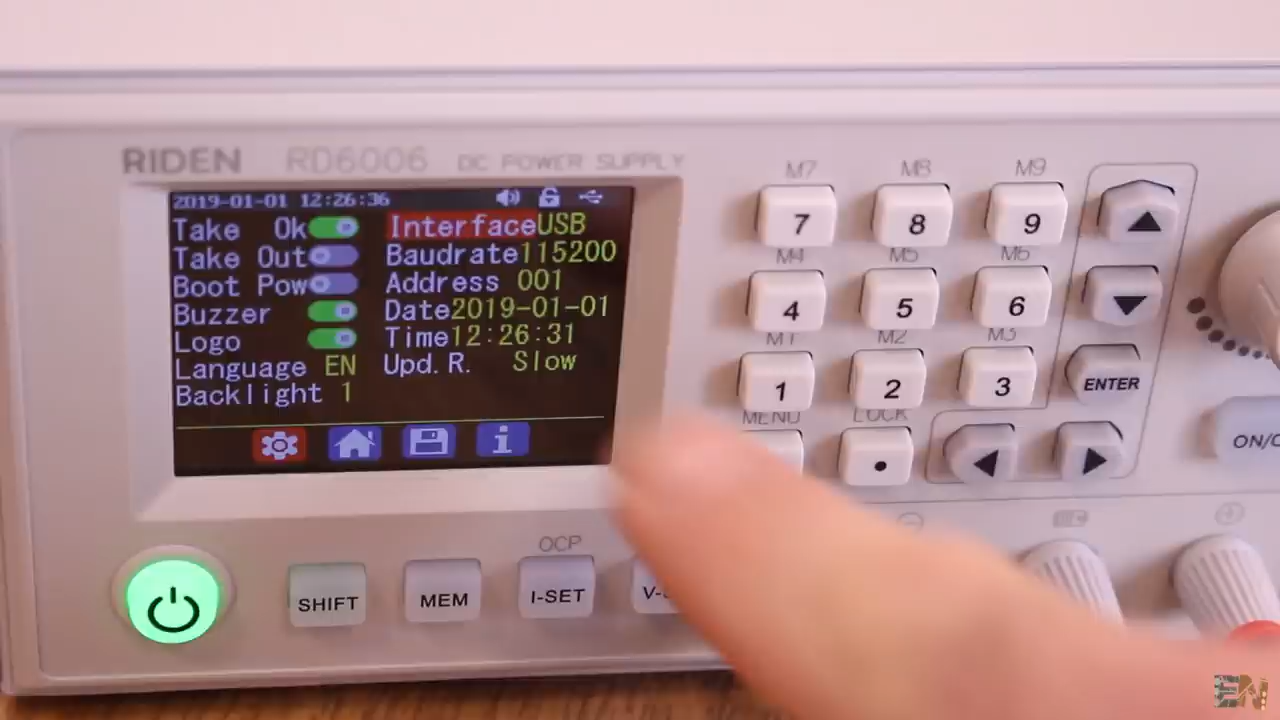 RIDEN RD6006 DC POWER SUPPLY
2019-01-01 12:26:36
Take Ok
Take Out
Boot Pow
Buzzer
Logo
Language EN
Backlight 1
Interface USB
Baudrate 115200
Address 001
Date 2019-01-01
Time 12:26:31
Upd.R. Slow
i
M7 M8 M9
7 8 9
M4 M5 M6
4 5 6
M1 M2 M3
1 2 3
MENU LOCK
ENTER
OCP
SHIFT
MEM
I-SET
EN